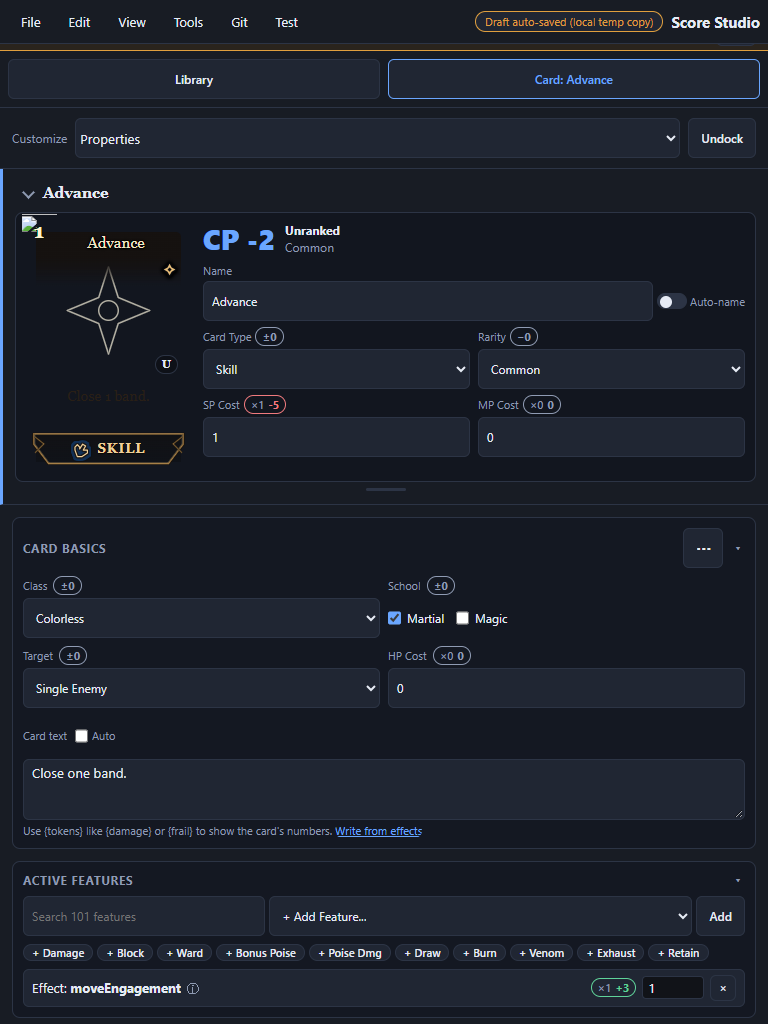 File Edit View Tools Git Test Draft auto-saved (local temp copy) Score Studio
Library Card: Advance
Customize Properties Undock
Advance
1
Advance
U
Close 1 band.
SKILL
CP -2 Unranked
Common
Name
Advance Auto-name
Card Type ±0 Rarity −0
Skill Common
SP Cost ×1 -5 MP Cost ×0 0
1 0
CARD BASICS ---
Class ±0 School ±0
Colorless Martial Magic
Target ±0 HP Cost ×0 0
Single Enemy 0
Card text Auto
Close one band.
Use {tokens} like {damage} or {frail} to show the card's numbers. Write from effects
ACTIVE FEATURES
Search 101 features + Add Feature... Add
+ Damage + Block + Ward + Bonus Poise + Poise Dmg + Draw + Burn + Venom + Exhaust + Retain
Effect: moveEngagement ⓘ ×1 +3 1 ×